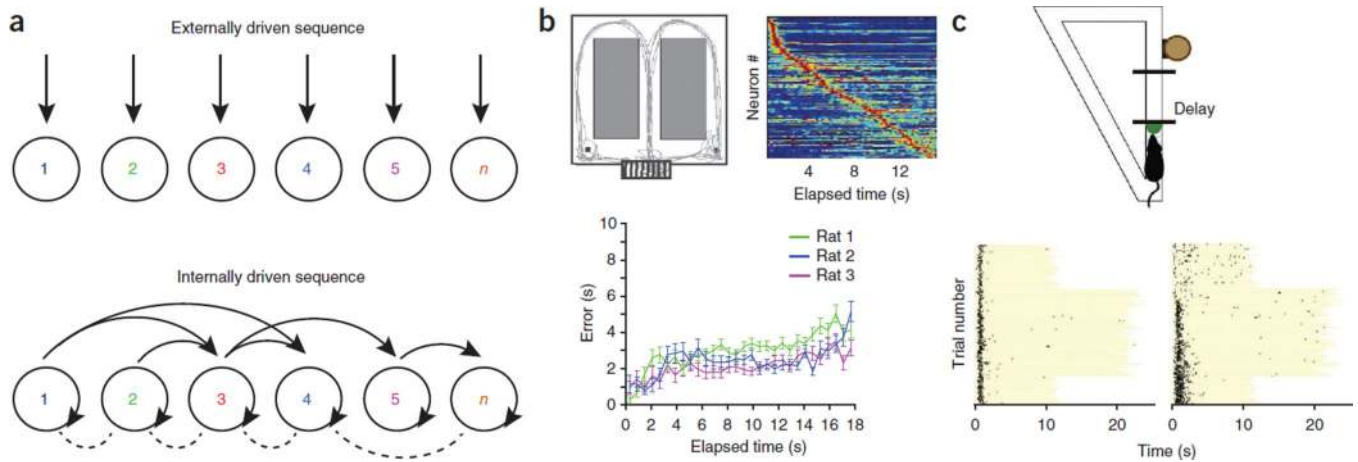 a
Externally driven sequence
1 2 3 4 5 n
Internally driven sequence
1 2 3 4 5 n
b
Neuron #
4 8 12
Elapsed time (s)
10
8
6
4
2
0
Error (s)
Rat 1
Rat 2
Rat 3
0 2 4 6 8 10 12 14 16 18
Elapsed time (s)
c
Delay
Trial number
0 10 20
0 10 20
Time (s)